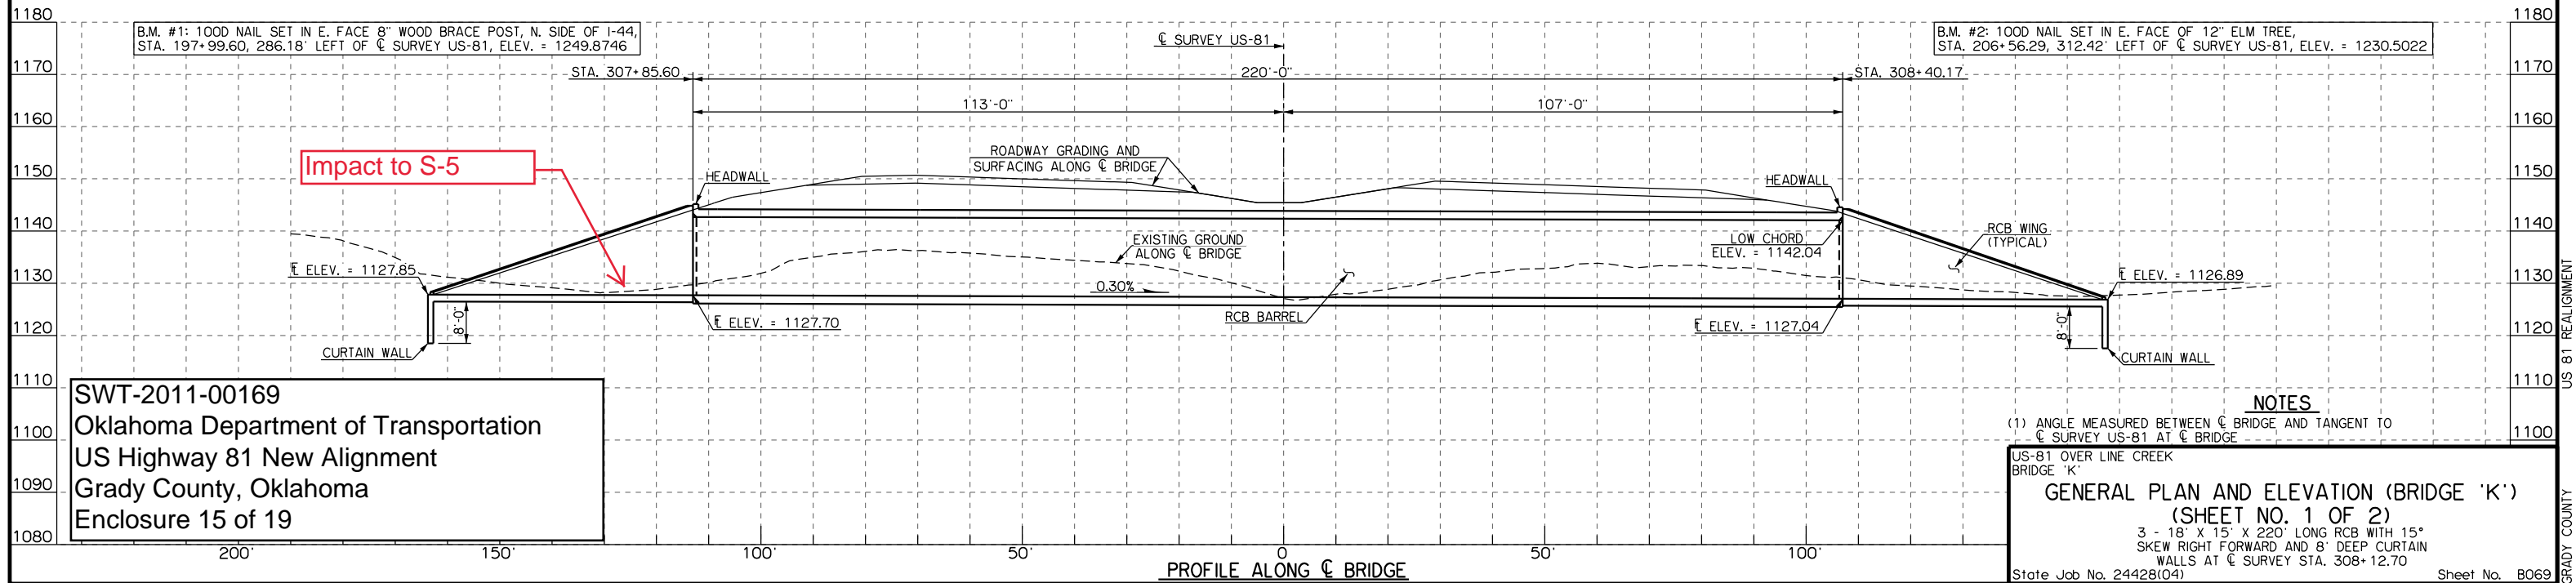 1180
1180
B.M. #1: 100D NAIL SET IN E. FACE 8" WOOD BRACE POST, N. SIDE OF I-44,
STA. 197+99.60, 286.18' LEFT OF ℄ SURVEY US-81, ELEV. = 1249.8746
℄ SURVEY US-81
B.M. #2: 100D NAIL SET IN E. FACE OF 12" ELM TREE,
STA. 206+56.29, 312.42' LEFT OF ℄ SURVEY US-81, ELEV. = 1230.5022
1170
STA. 307+85.60
220'-0"
STA. 308+40.17
1170
113'-0"
107'-0"
1160
1160
Impact to S-5
ROADWAY GRADING AND
SURFACING ALONG ℄ BRIDGE
1150
HEADWALL
HEADWALL
1150
1140
EXISTING GROUND
ALONG ℄ BRIDGE
LOW CHORD
ELEV. = 1142.04
RCB WING
(TYPICAL)
1140
1130
FL ELEV. = 1127.85
0.30%
FL ELEV. = 1126.89
1130
8'-0"
FL ELEV. = 1127.70
RCB BARREL
FL ELEV. = 1127.04
8'-0"
1120
1120
CURTAIN WALL
CURTAIN WALL
1110
1110
SWT-2011-00169
Oklahoma Department of Transportation
US Highway 81 New Alignment
Grady County, Oklahoma
Enclosure 15 of 19
NOTES
(1) ANGLE MEASURED BETWEEN ℄ BRIDGE AND TANGENT TO
℄ SURVEY US-81 AT ℄ BRIDGE
1100
1100
1090
1080
US-81 OVER LINE CREEK
BRIDGE 'K'
GENERAL PLAN AND ELEVATION (BRIDGE 'K')
(SHEET NO. 1 OF 2)
3 - 18' X 15' X 220' LONG RCB WITH 15°
SKEW RIGHT FORWARD AND 8' DEEP CURTAIN
WALLS AT ℄ SURVEY STA. 308+12.70
State Job No. 24428(04)
Sheet No. B069
200'
150'
100'
50'
0
50'
100'
PROFILE ALONG ℄ BRIDGE
US 81 REALIGNMENT
GRADY COUNTY